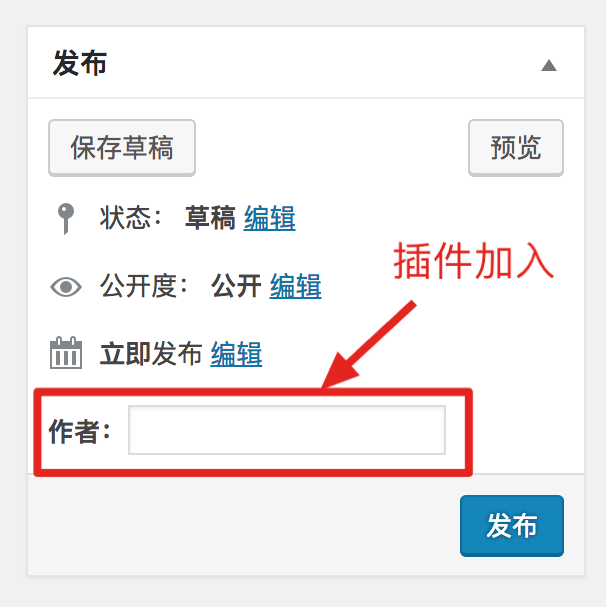 发布
保存草稿 预览
状态： 草稿 编辑
公开度： 公开 编辑
插件加入
立即发布 编辑
作者：
发布